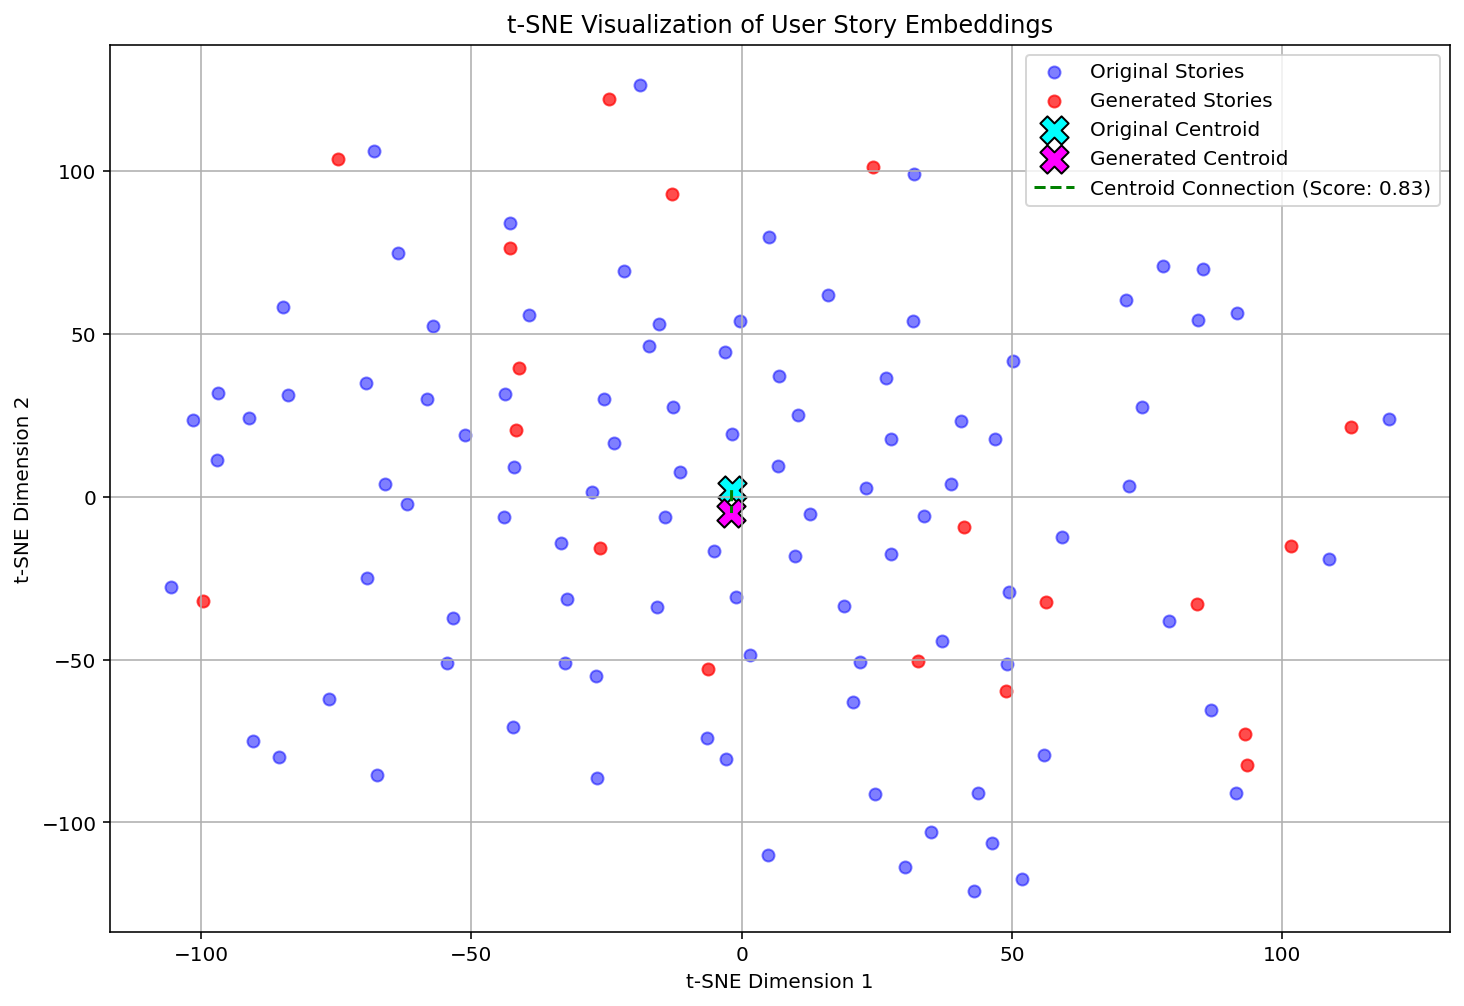 t-SNE Visualization of User Story Embeddings
Original Stories
Generated Stories
Original Centroid
Generated Centroid
Centroid Connection (Score: 0.83)
t-SNE Dimension 2
100
50
0
−50
−100
−100
−50
0
50
100
t-SNE Dimension 1